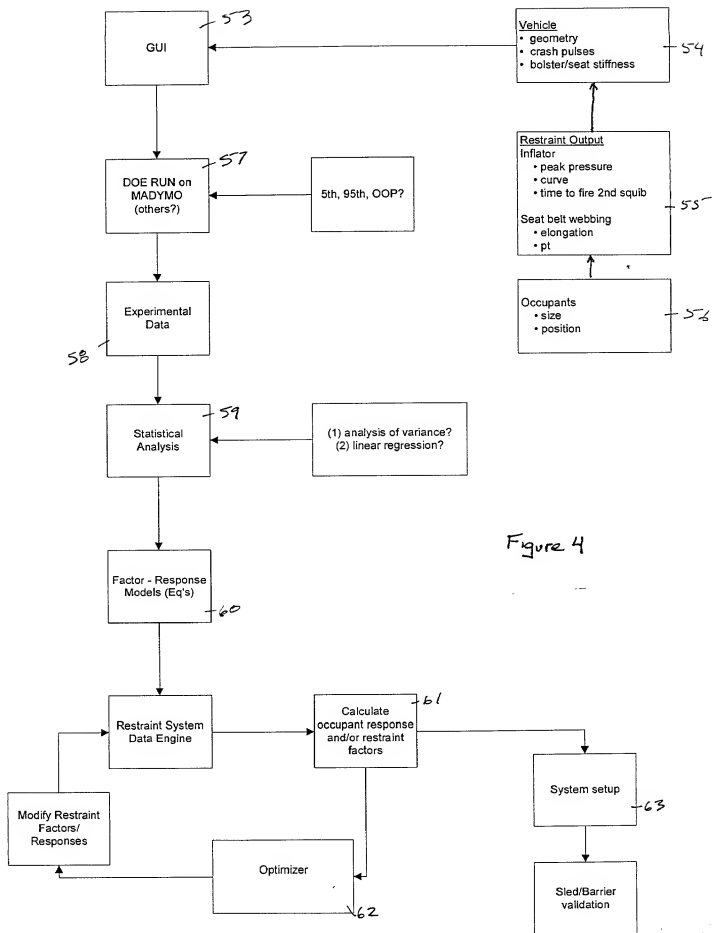 53
GUI
Vehicle
• geometry
• crash pulses
• bolster/seat stiffness
54
57
DOE RUN on
MADYMO
(others?)
5th, 95th, OOP?
Restraint Output
Inflator
• peak pressure
• curve
• time to fire 2nd squib
Seat belt webbing
• elongation
• pt
55
Experimental
Data
58
Occupants
• size
• position
56
59
Statistical
Analysis
(1) analysis of variance?
(2) linear regression?
Figure 4
Factor - Response
Models (Eq's)
60
Restraint System
Data Engine
61
Calculate
occupant response
and/or restraint
factors
System setup
63
Modify Restraint
Factors/
Responses
Optimizer
62
Sled/Barrier
validation